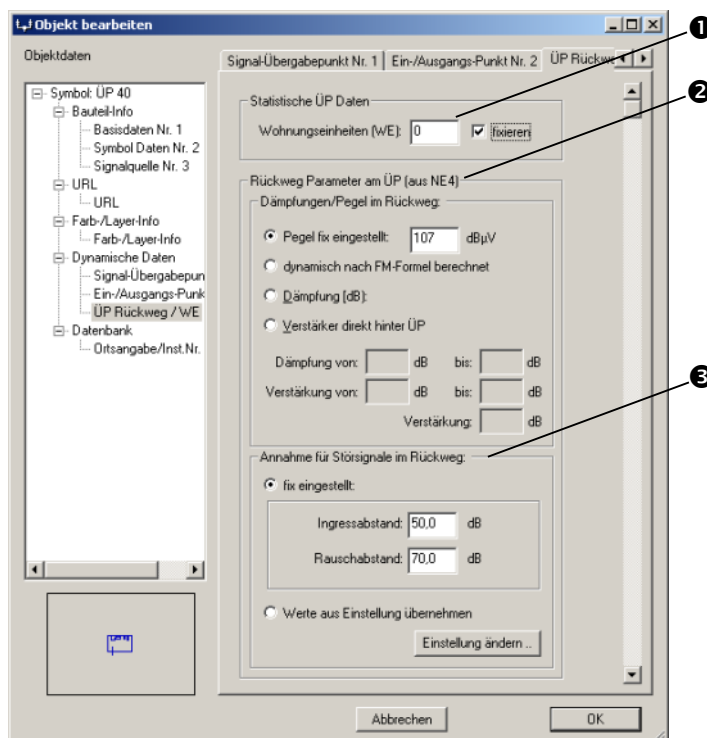 Objekt bearbeiten
❶
Objektdaten
Signal-Übergabepunkt Nr. 1
Ein-/Ausgangs-Punkt Nr. 2
ÜP Rückw
❷
Symbol: ÜP 40
Bauteil-Info
Basisdaten Nr. 1
Symbol Daten Nr. 2
Signalquelle Nr. 3
URL
URL
Farb-/Layer-Info
Farb-/Layer-Info
Dynamische Daten
Signal-Übergabepun
Ein-/Ausgangs-Punk
ÜP Rückweg / WE
Datenbank
Ortsangabe/Inst.Nr.
Statistische ÜP Daten
Wohnungseinheiten (WE): 0 fixieren
Rückweg Parameter am ÜP (aus NE4)
Dämpfungen/Pegel im Rückweg:
Pegel fix eingestellt: 107 dBµV
dynamisch nach FM-Formel berechnet
Dämpfung [dB]:
Verstärker direkt hinter ÜP
Dämpfung von: dB bis: dB
❸
Verstärkung von: dB bis: dB
Verstärkung: dB
Annahme für Störsignale im Rückweg:
fix eingestellt:
Ingressabstand: 50,0 dB
Rauschabstand: 70,0 dB
Werte aus Einstellung übernehmen
Einstellung ändern ..
Abbrechen
OK